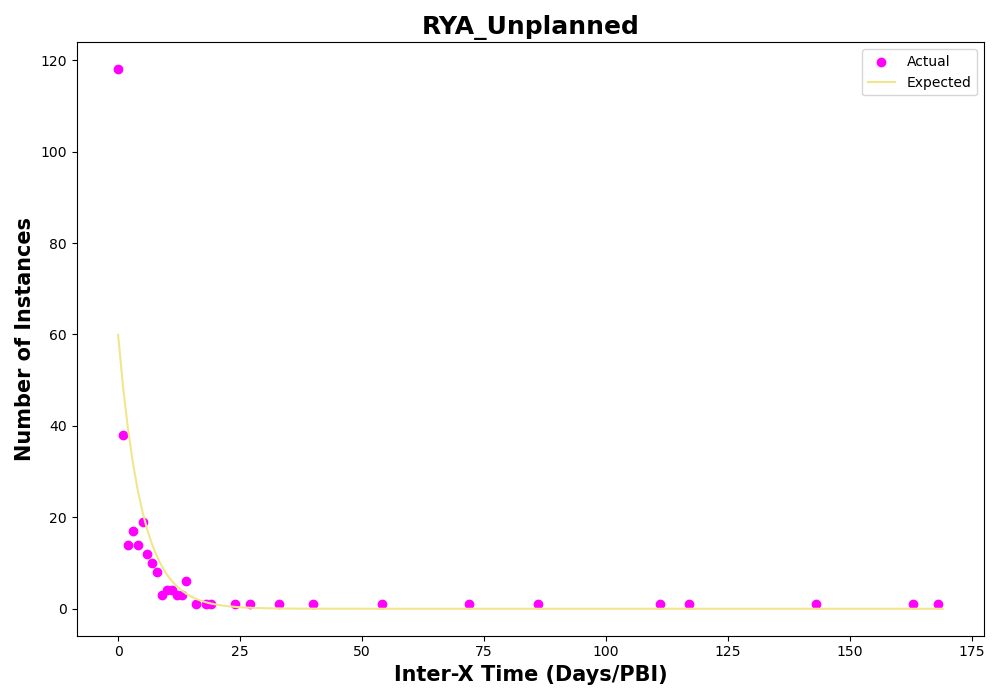 RYA_Unplanned
Actual
Expected
Number of Instances
120
100
80
60
40
20
0
0 25 50 75 100 125 150 175
Inter-X Time (Days/PBI)